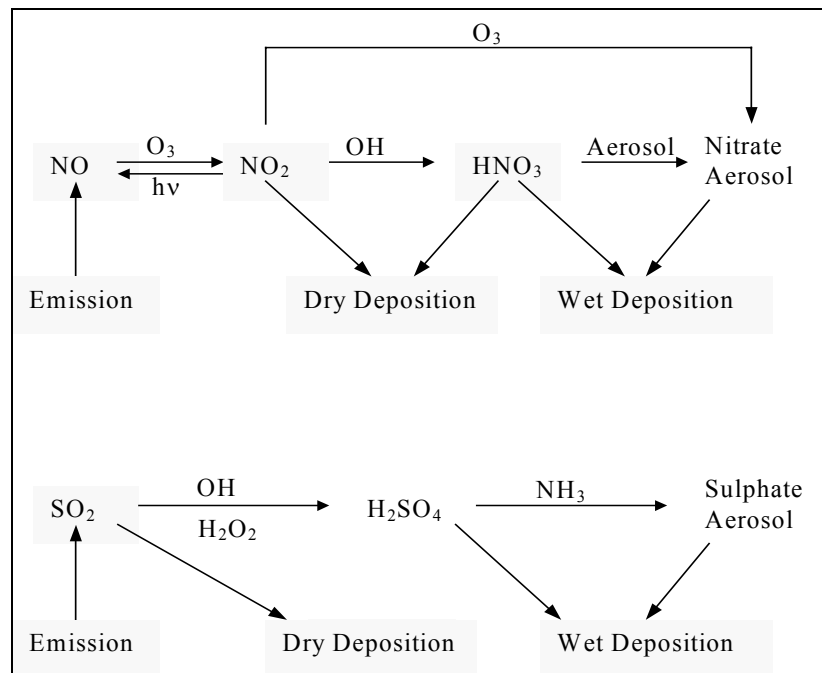 O₃
O₃
OH
Aerosol
Nitrate
Aerosol
NO
NO₂
HNO₃
hν
Emission
Dry Deposition
Wet Deposition
OH
NH₃
Sulphate
Aerosol
SO₂
H₂SO₄
H₂O₂
Emission
Dry Deposition
Wet Deposition